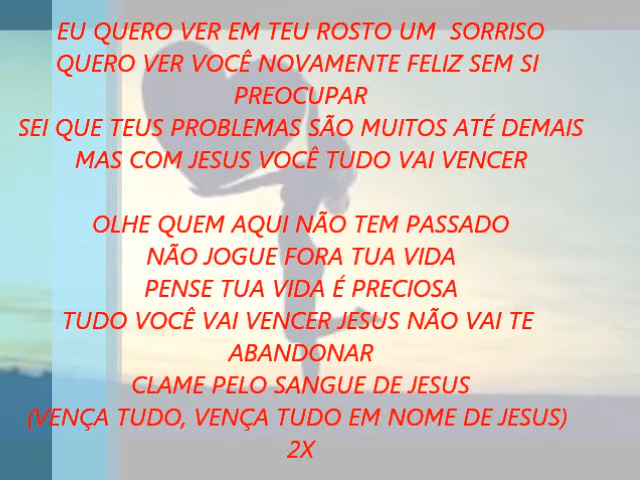 EU QUERO VER EM TEU ROSTO UM SORRISO
QUERO VER VOCÊ NOVAMENTE FELIZ SEM SI
PREOCUPAR
SEI QUE TEUS PROBLEMAS SÃO MUITOS ATÉ DEMAIS
MAS COM JESUS VOCÊ TUDO VAI VENCER
OLHE QUEM AQUI NÃO TEM PASSADO
NÃO JOGUE FORA TUA VIDA
PENSE TUA VIDA É PRECIOSA
TUDO VOCÊ VAI VENCER JESUS NÃO VAI TE
ABANDONAR
CLAME PELO SANGUE DE JESUS
(VENÇA TUDO, VENÇA TUDO EM NOME DE JESUS)
2X